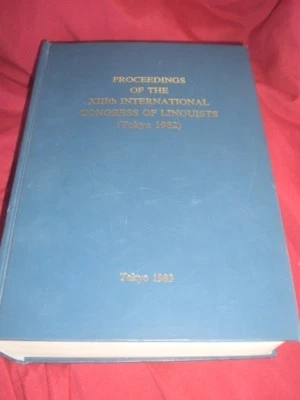 PROCEEDINGS
OF THE
XIIIth INTERNATIONAL
CONGRESS OF LINGUISTS
(Tokyo 1982)
Tokyo 1983